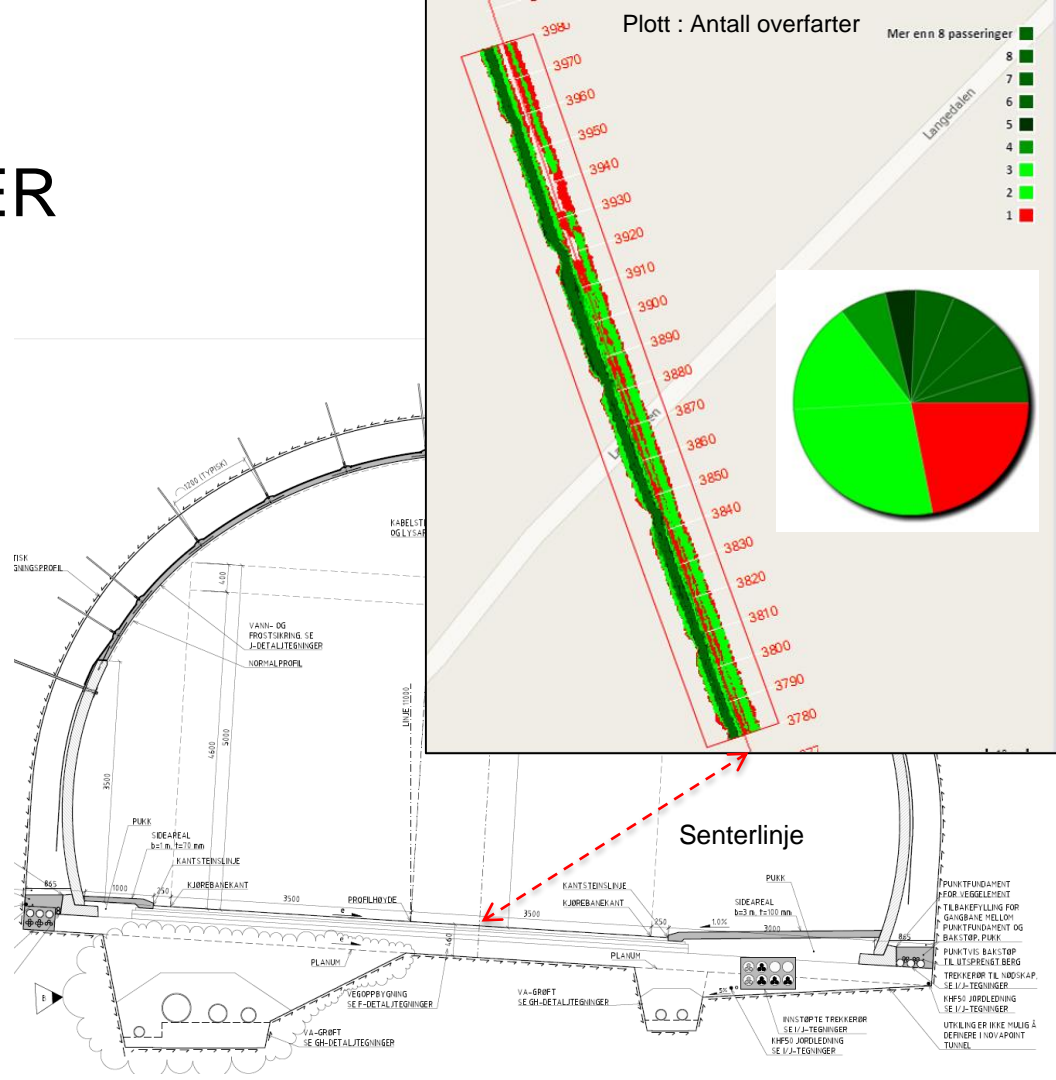 ER
Plott : Antall overfarter
Mer enn 8 passeringer
8
7
6
5
4
3
2
1
Langedalen
3980
3970
3960
3950
3940
3930
3920
3910
3900
3890
3880
3870
3860
3850
3840
3830
3820
3810
3800
3790
3780
Senterlinje
1200 (TYPISK)
400
VANN- OG
FROSTSIKRING, SE
J-DETALJTEGNINGER
NORMALPROFIL
LINJE 11000
4600
5000
3500
PUKK
SIDEAREAL
b=1 m, t=70 mm
KANTSTEINSLINJE
KJØREBANEKANT
865
1000
250
3500
PROFILHØYDE
e
e
460
3500
KANTSTEINSLINJE
KJØREBANEKANT
250
1,0%
PUKK
SIDEAREAL
b=3 m, t=100 mm
3000
865
PLANUM
PLANUM
VEGOPPBYGNING
SE F-DETALJTEGNINGER
VA-GRØFT
SE GH-DETALJTEGNINGER
VA-GRØFT
SE GH-DETALJTEGNINGER
5%
B
INNSTØPTE TREKKERØR
SE I/J-TEGNINGER
KHF50 JORDLEDNING
SE I/J-TEGNINGER
PUNKTFUNDAMENT
FOR VEGGELEMENT
TILBAKEFYLLING FOR
GANGBANE MELLOM
PUNKTFUNDAMENT OG
BAKSTØP, PUKK
PUNKTVIS BAKSTØP
TIL UTSPRENGT BERG
TREKKERØR TIL NØDSKAP,
SE I/J-TEGNINGER
KHF50 JORDLEDNING
SE I/J-TEGNINGER
UTKILING ER IKKE MULIG Å
DEFINERE I NOVAPOINT
TUNNEL